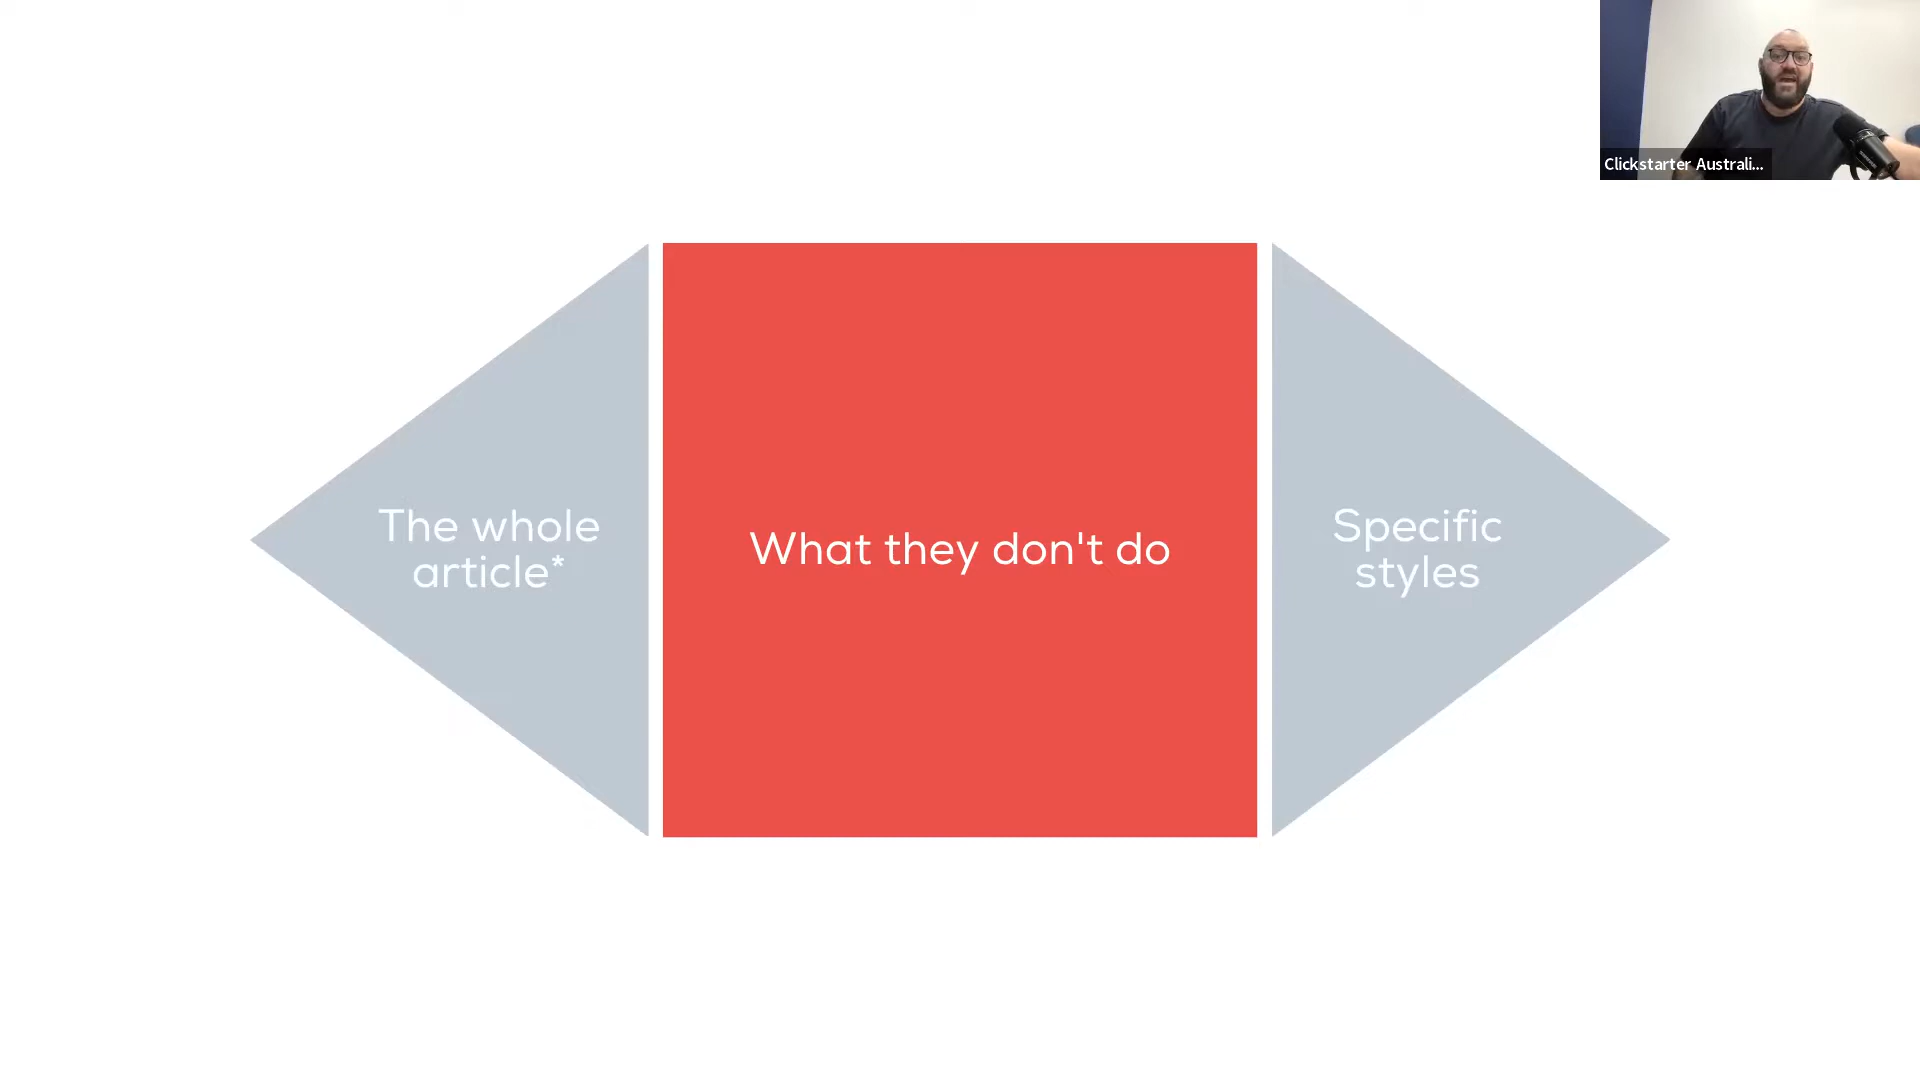 Clickstarter Australi...
The whole
article*
What they don't do
Specific
styles